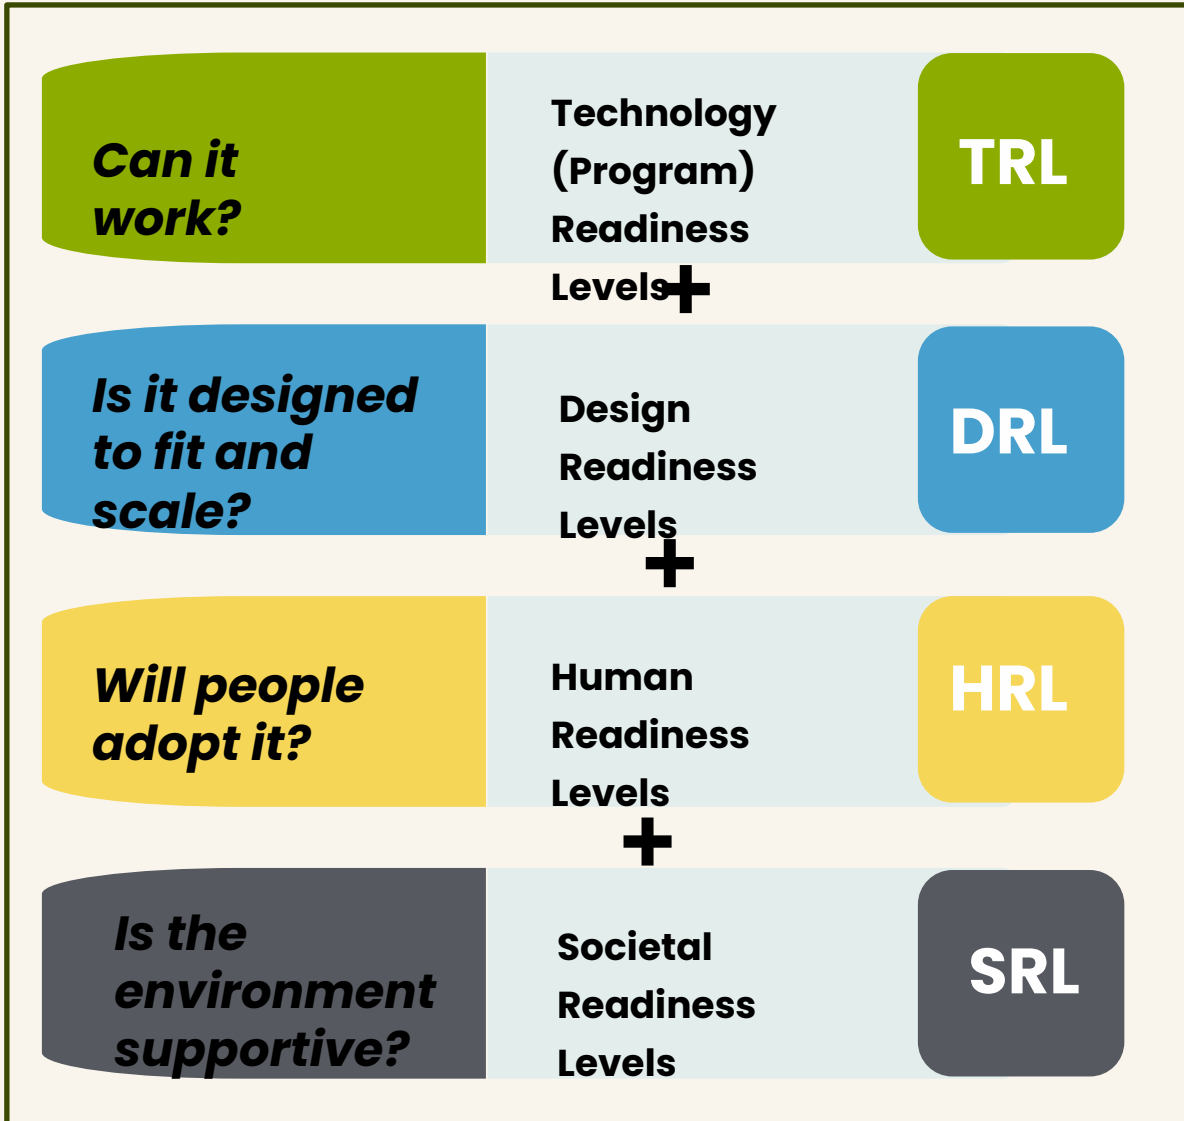 Can it
work?
Technology
(Program)
Readiness
Levels
TRL
+
Is it designed
to fit and
scale?
Design
Readiness
Levels
DRL
+
Will people
adopt it?
Human
Readiness
Levels
HRL
+
Is the
environment
supportive?
Societal
Readiness
Levels
SRL